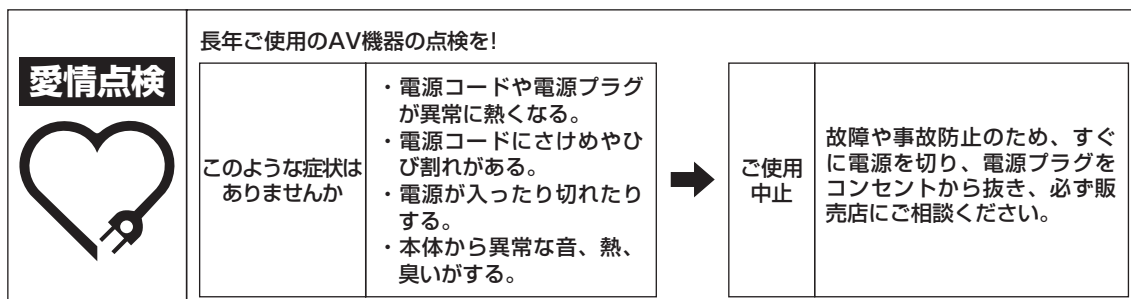 愛情点検
長年ご使用のAV機器の点検を!
このような症状は
ありませんか
・電源コードや電源プラグ
が異常に熱くなる。
・電源コードにさけめやひ
び割れがある。
・電源が入ったり切れたり
する。
・本体から異常な音、熱、
臭いがする。
ご使用
中止
故障や事故防止のため、すぐ
に電源を切り、電源プラグを
コンセントから抜き、必ず販
売店にご相談ください。